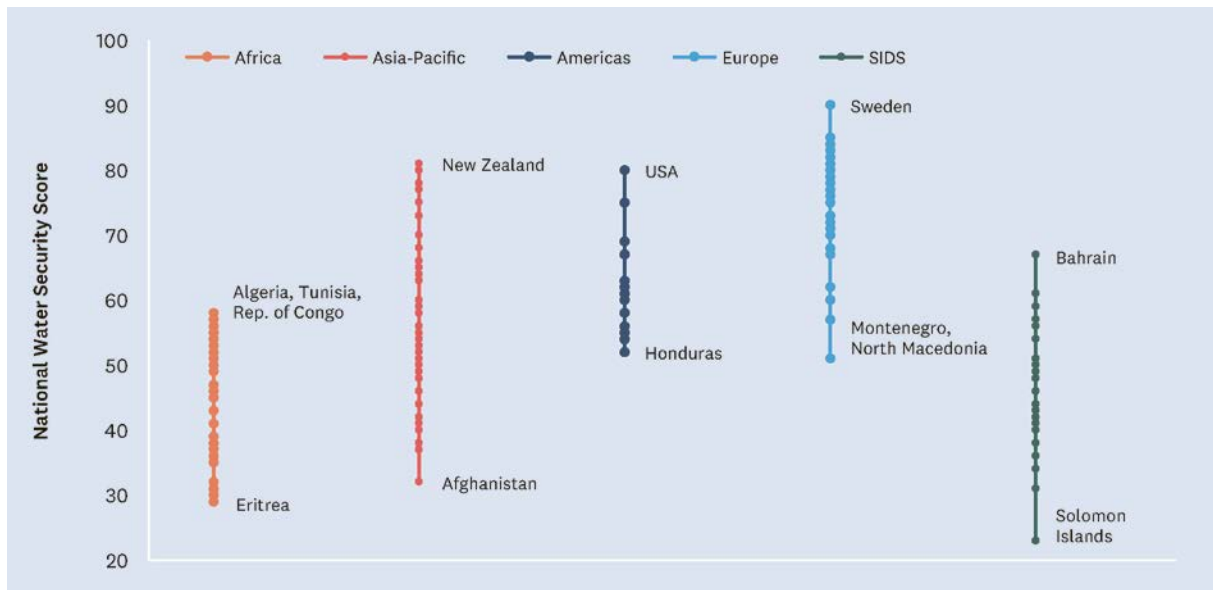 100
Africa
Asia-Pacific
Americas
Europe
SIDS
90
Sweden
80
New Zealand
USA
70
Bahrain
60
Algeria, Tunisia,
Rep. of Congo
Montenegro,
North Macedonia
50
Honduras
40
30
Afghanistan
Eritrea
Solomon
Islands
20
National Water Security Score